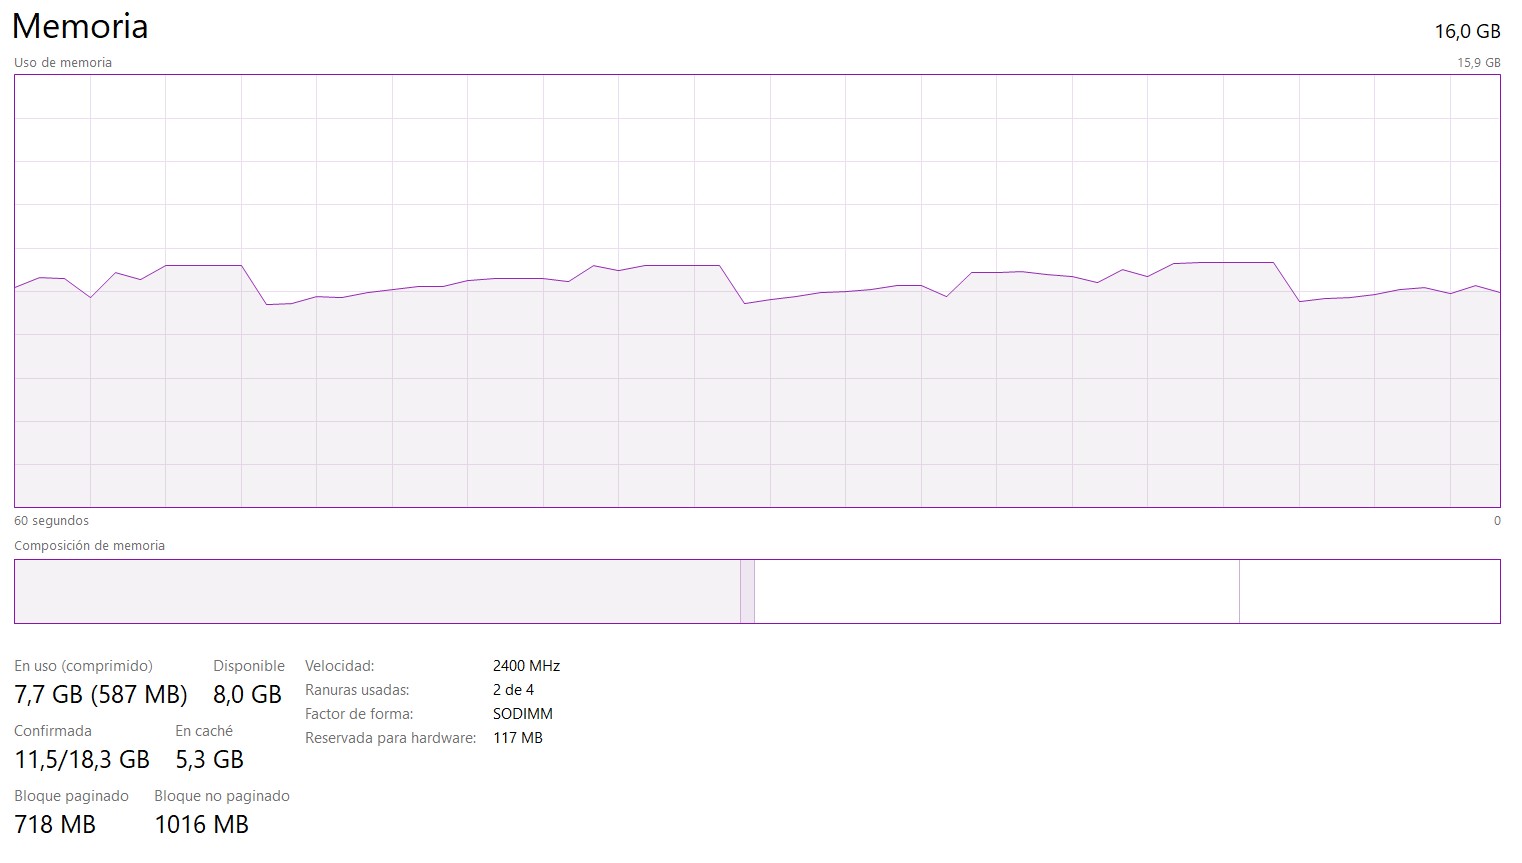 Memoria
16,0 GB
Uso de memoria
15,9 GB
60 segundos
0
Composición de memoria
En uso (comprimido)
7,7 GB (587 MB)
Disponible
8,0 GB
Confirmada
11,5/18,3 GB
En caché
5,3 GB
Bloque paginado
718 MB
Bloque no paginado
1016 MB
Velocidad: 2400 MHz
Ranuras usadas: 2 de 4
Factor de forma: SODIMM
Reservada para hardware: 117 MB